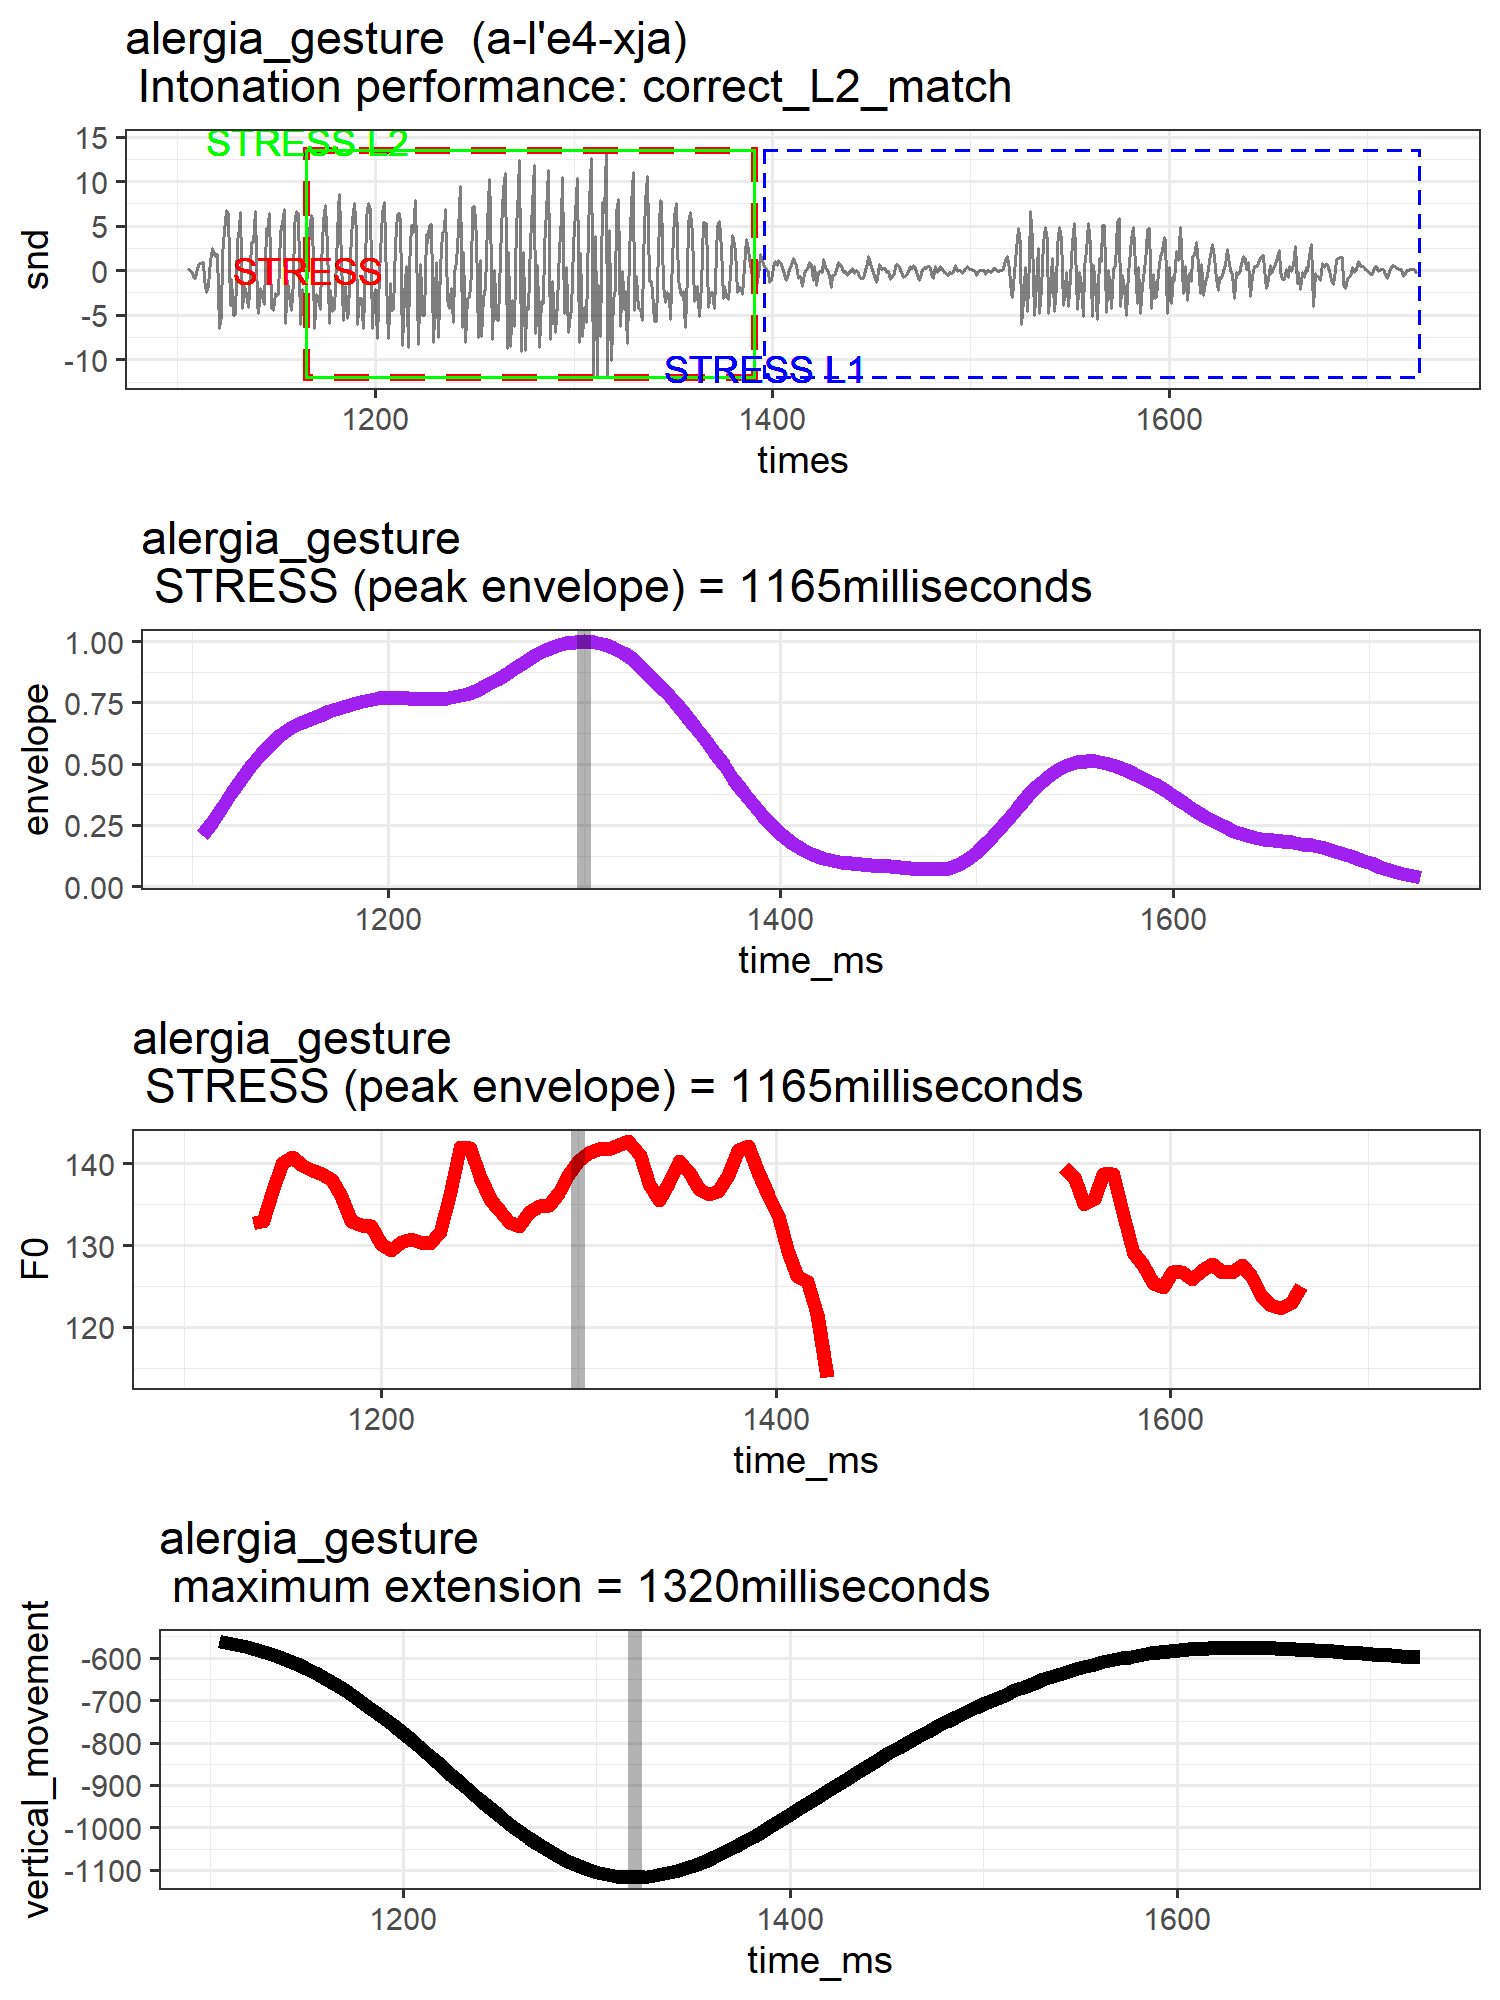 alergia_gesture  (a-l'e4-xja)
Intonation performance: correct_L2_match
15
10
5
0
-5
-10
snd
STRESS L2
STRESS
STRESS L1
1200 1400 1600
times
alergia_gesture
STRESS (peak envelope) = 1165milliseconds
1.00
0.75
0.50
0.25
0.00
envelope
1200 1400 1600
time_ms
alergia_gesture
STRESS (peak envelope) = 1165milliseconds
140
130
120
F0
1200 1400 1600
time_ms
alergia_gesture
maximum extension = 1320milliseconds
-600
-700
-800
-900
-1000
-1100
vertical_movement
1200 1400 1600
time_ms